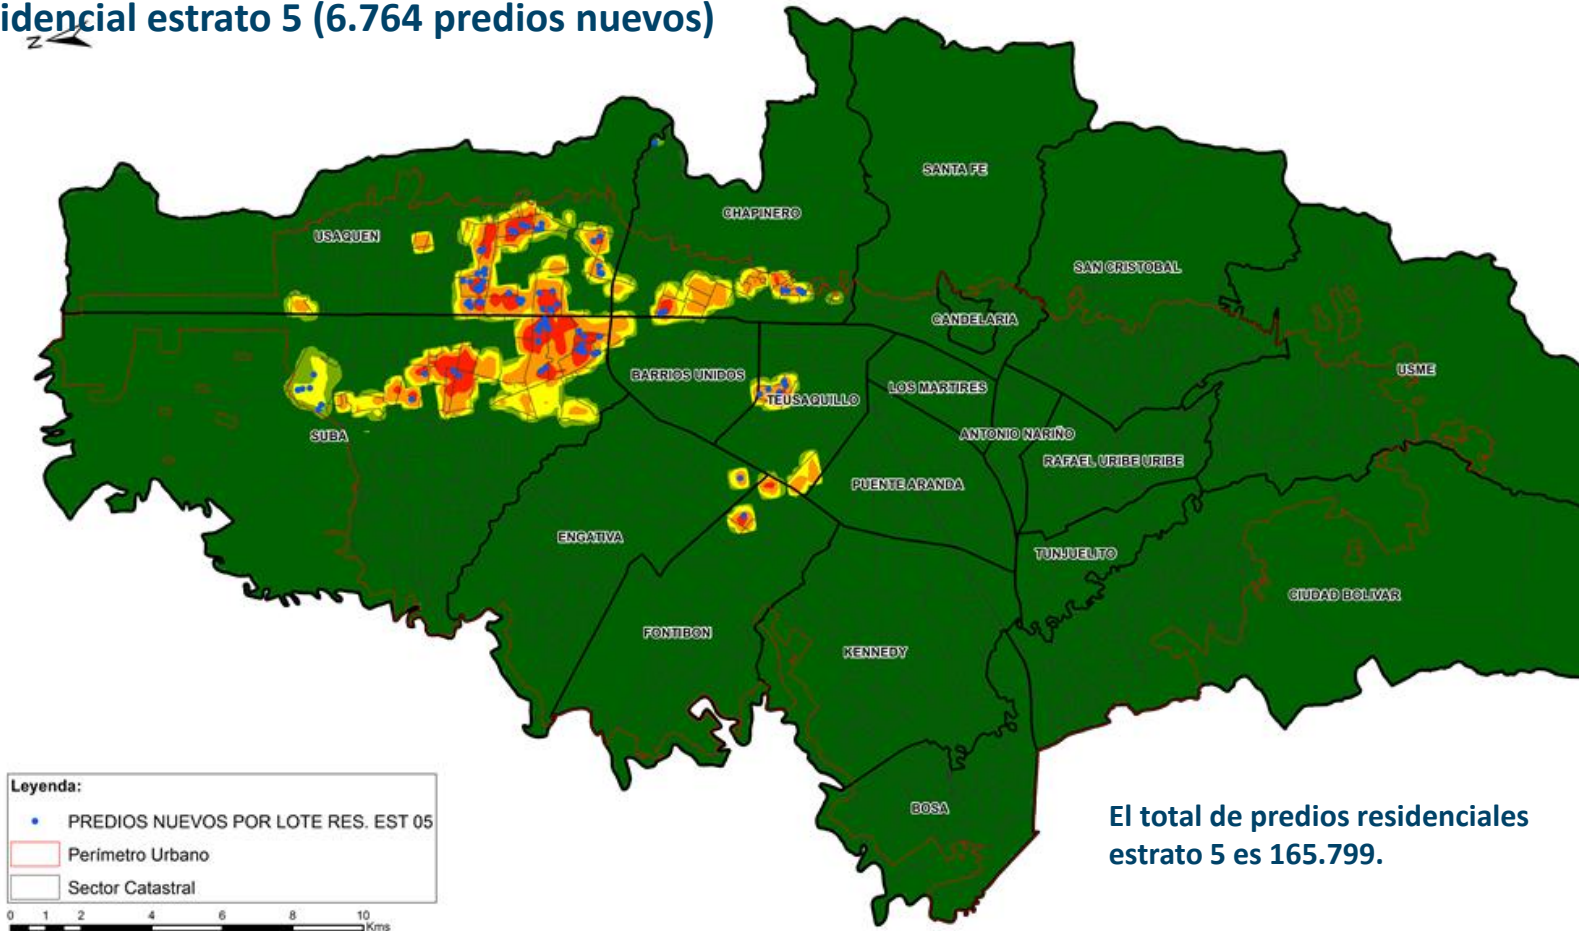 idencial estrato 5 (6.764 predios nuevos)
Z
SANTA FE
CHAPINERO
USAQUEN
SAN CRISTOBAL
CANDELARIA
USME
BARRIOS UNIDOS
LOS MARTIRES
TEUSAQUILLO
SUBA
ANTONIO NARIÑO
RAFAEL URIBE URIBE
PUENTE ARANDA
ENGATIVA
TUNJUELITO
CIUDAD BOLIVAR
FONTIBON
KENNEDY
BOSA
Leyenda:
PREDIOS NUEVOS POR LOTE RES. EST 05
Perímetro Urbano
Sector Catastral
0 1 2 4 6 8 10
Kms
El total de predios residenciales
estrato 5 es 165.799.